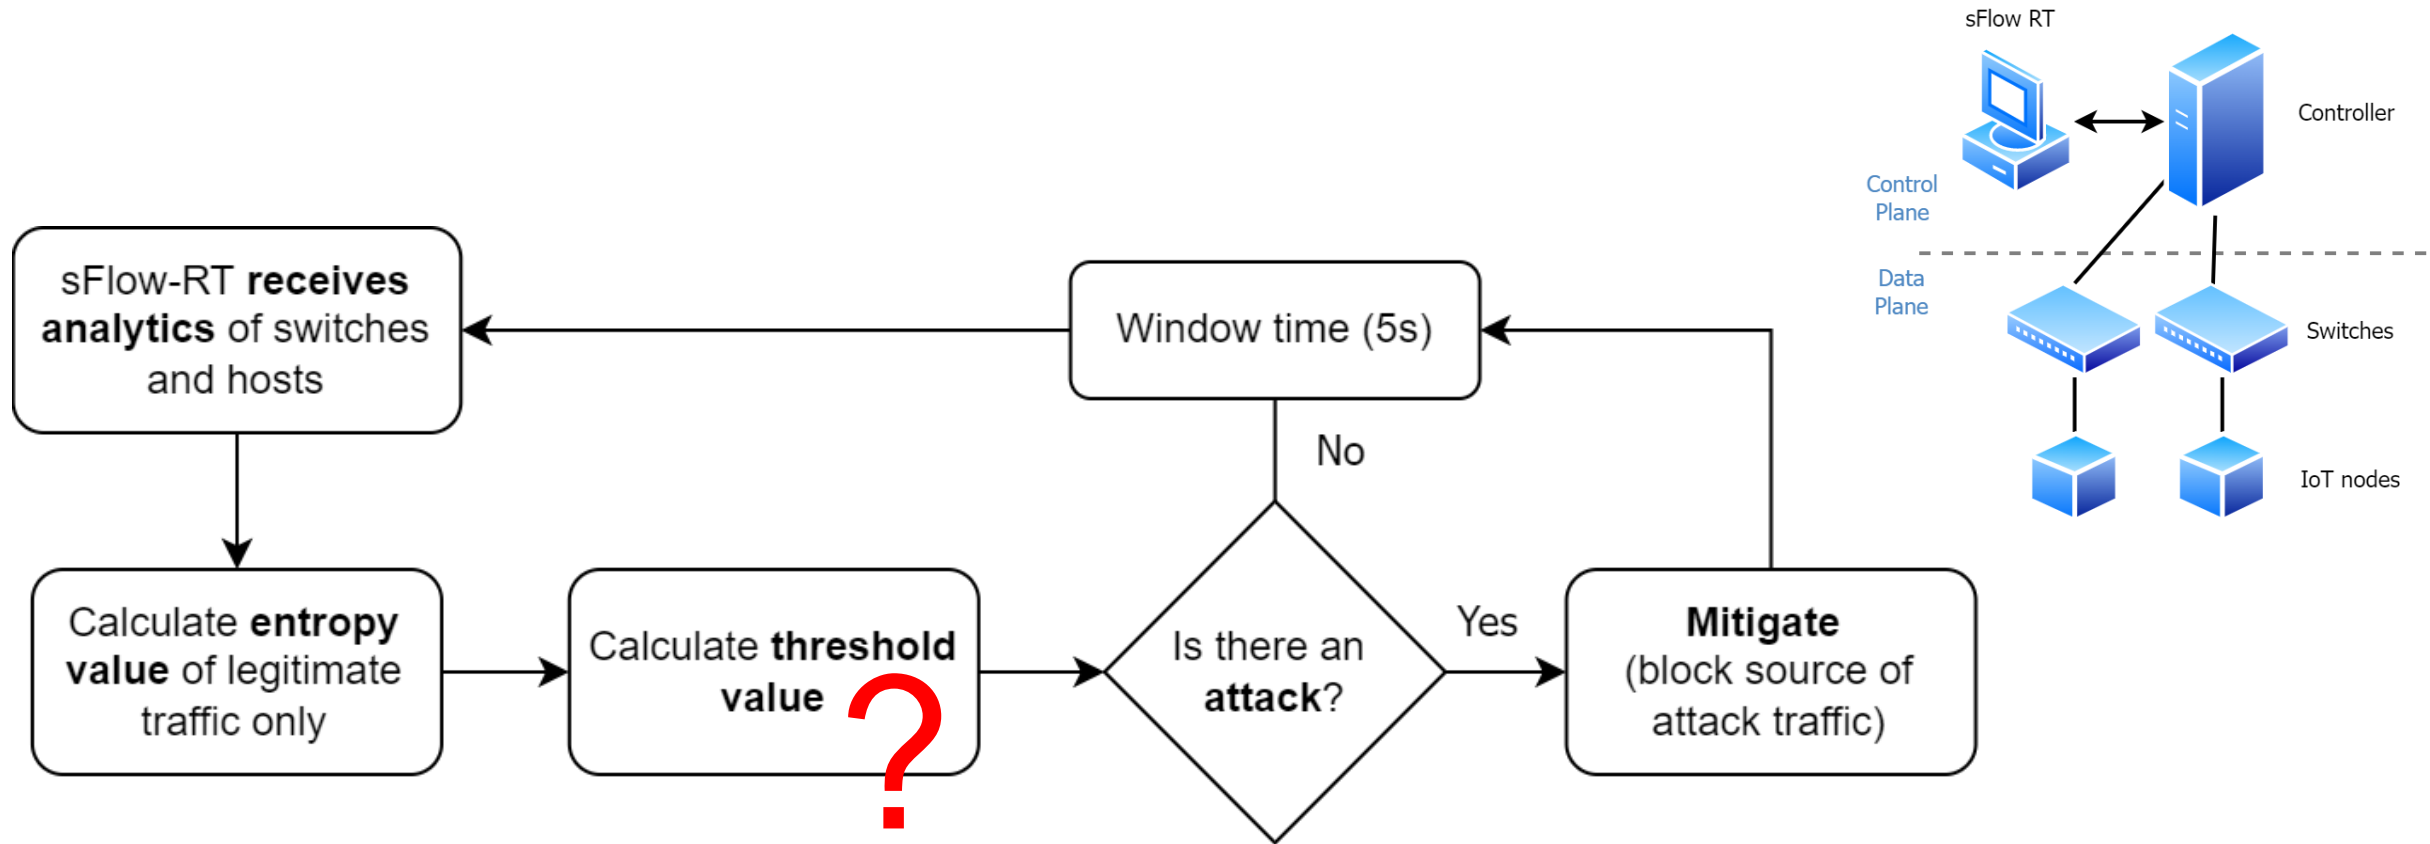 sFlow RT
Controller
Control
Plane
Data
Plane
Switches
IoT nodes
sFlow-RT receives
analytics of switches
and hosts
Window time (5s)
No
Calculate entropy
value of legitimate
traffic only
Calculate threshold
value
?
Is there an
attack?
Yes
Mitigate
(block source of
attack traffic)